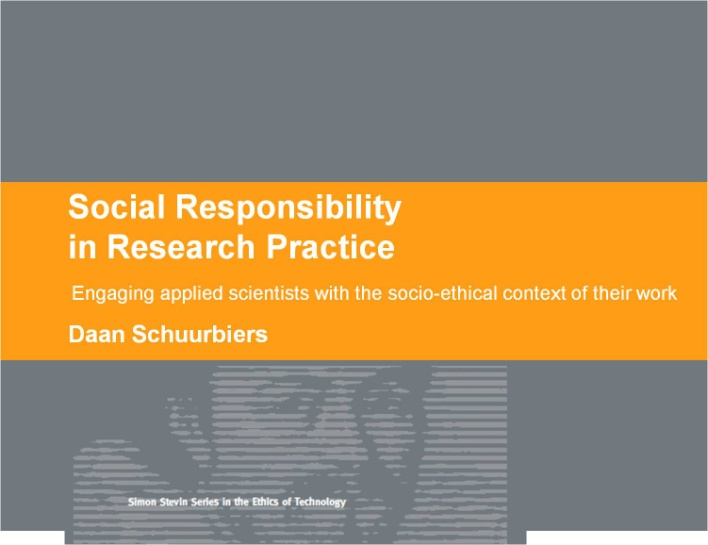 Social Responsibility
in Research Practice
Engaging applied scientists with the socio-ethical context of their work
Daan Schuurbiers
Simon Stevin Series in the Ethics of Technology